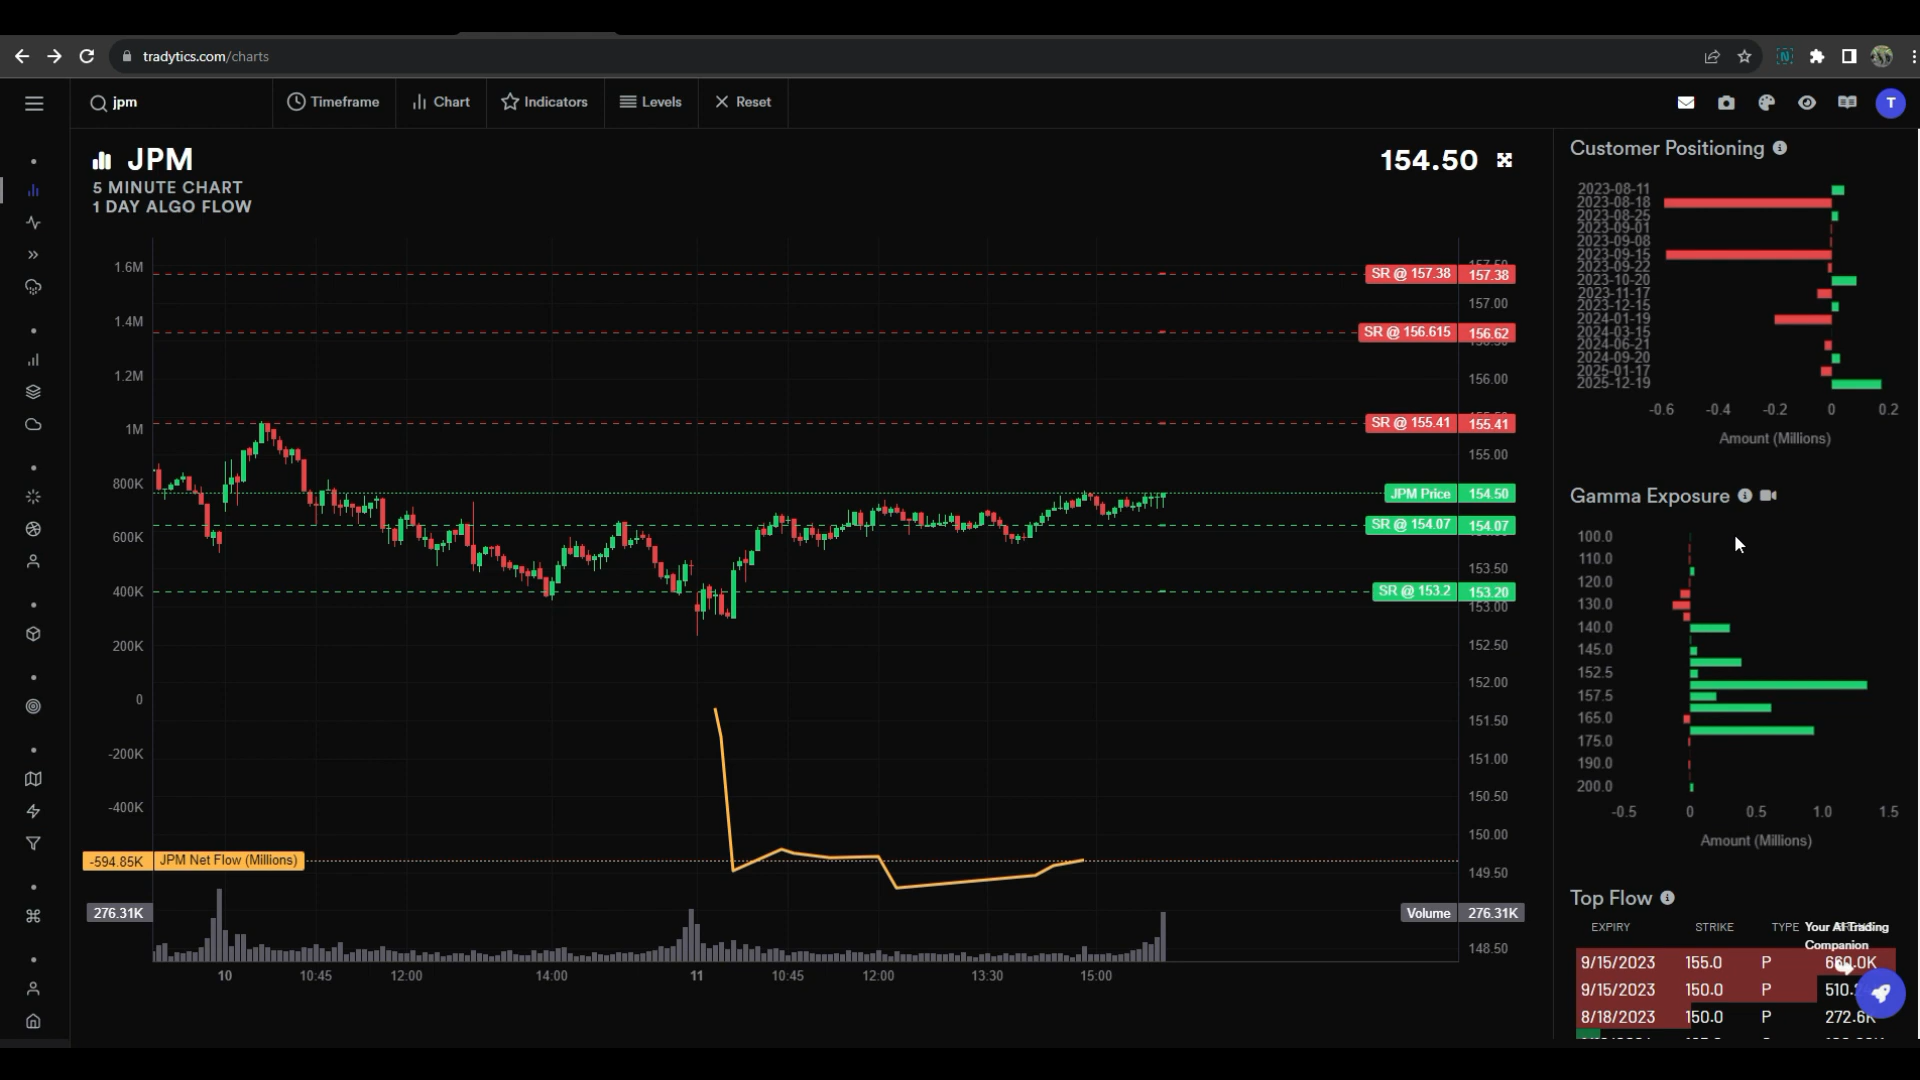 tradytics.com/charts
jpm
Timeframe
Chart
Indicators
Levels
Reset
T
JPM
5 MINUTE CHART
1 DAY ALGO FLOW
154.50
1.6M
1.4M
1.2M
1M
800K
600K
400K
200K
0
-200K
-400K
-594.85K JPM Net Flow (Millions)
276.31K
SR @ 157.38 157.38
157.00
SR @ 156.615 156.62
156.00
SR @ 155.41 155.41
155.00
JPM Price 154.50
SR @ 154.07 154.07
153.50
SR @ 153.2 153.20
153.00
152.50
152.00
151.50
151.00
150.50
150.00
149.50
Volume 276.31K
148.50
10 10:45 12:00 14:00 11 10:45 12:00 13:30 15:00
Customer Positioning
2023-08-11
2023-08-18
2023-08-25
2023-09-01
2023-09-08
2023-09-15
2023-09-22
2023-10-20
2023-11-17
2023-12-15
2024-01-19
2024-03-15
2024-06-21
2024-09-20
2025-01-17
2025-12-19
-0.6 -0.4 -0.2 0 0.2
Amount (Millions)
Gamma Exposure
100.0
110.0
120.0
130.0
140.0
145.0
152.5
157.5
165.0
175.0
190.0
200.0
-0.5 0 0.5 1.0 1.5
Amount (Millions)
Top Flow
EXPIRY STRIKE TYPE
Your AI Trading
Companion
9/15/2023 155.0 P 660.0K
9/15/2023 150.0 P 510.
8/18/2023 150.0 P 272.6K